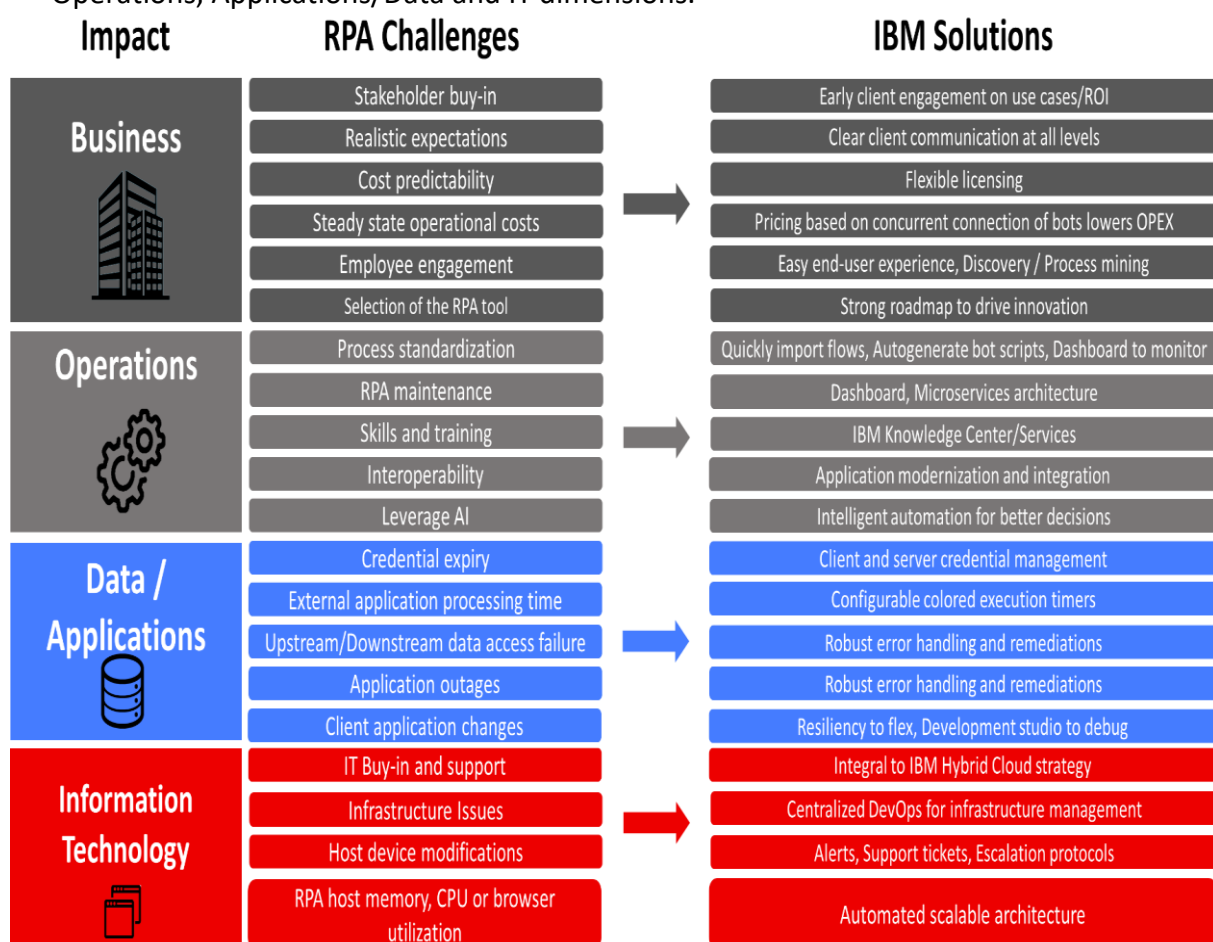 Operations, Applications/Data and IT dimensions.
Impact RPA Challenges IBM Solutions
Business
Stakeholder buy-in
Early client engagement on use cases/ROI
Realistic expectations
Clear client communication at all levels
Cost predictability
Flexible licensing
Steady state operational costs
Pricing based on concurrent connection of bots lowers OPEX
Employee engagement
Easy end-user experience, Discovery / Process mining
Selection of the RPA tool
Strong roadmap to drive innovation
Operations
Process standardization
Quickly import flows, Autogenerate bot scripts, Dashboard to monitor
RPA maintenance
Dashboard, Microservices architecture
Skills and training
IBM Knowledge Center/Services
Interoperability
Application modernization and integration
Leverage AI
Intelligent automation for better decisions
Data /
Applications
Credential expiry
Client and server credential management
External application processing time
Configurable colored execution timers
Upstream/Downstream data access failure
Robust error handling and remediations
Application outages
Robust error handling and remediations
Client application changes
Resiliency to flex, Development studio to debug
Information
Technology
IT Buy-in and support
Integral to IBM Hybrid Cloud strategy
Infrastructure Issues
Centralized DevOps for infrastructure management
Host device modifications
Alerts, Support tickets, Escalation protocols
RPA host memory, CPU or browser
utilization
Automated scalable architecture